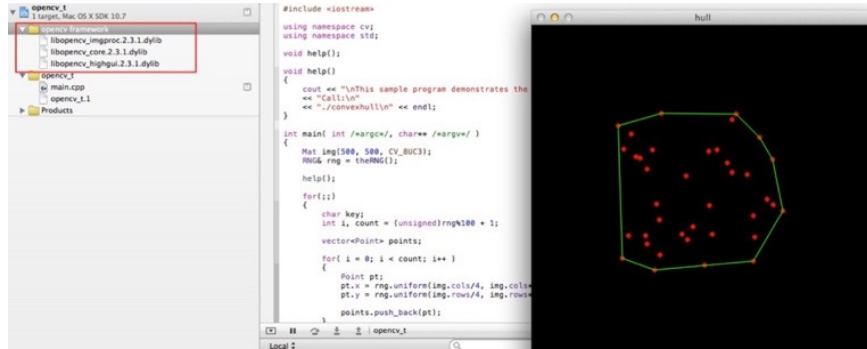 opencv_t
1 target, Mac OS X SDK 10.7
opencv framework
libopencv_imgproc.2.3.1.dylib
libopencv_core.2.3.1.dylib
libopencv_highgui.2.3.1.dylib
opencv_t
main.cpp
opencv_t.1
Products
#include <iostream>
using namespace cv;
using namespace std;
void help();
void help()
{
cout << "\nThis sample program demonstrates the
<< "Call:\n"
<< "./convexhull\n" << endl;
}
int main( int /*argc*/, char** /*argv*/ )
{
Mat img(500, 500, CV_8UC3);
RNG& rng = theRNG();
help();
for(;;)
{
char key;
int i, count = (unsigned)rng%100 + 1;
vector<Point> points;
for( i = 0; i < count; i++ )
{
Point pt;
pt.x = rng.uniform(img.cols/4, img.cols*
pt.y = rng.uniform(img.rows/4, img.rows*
points.push_back(pt);
}
opencv_t
Local
hull